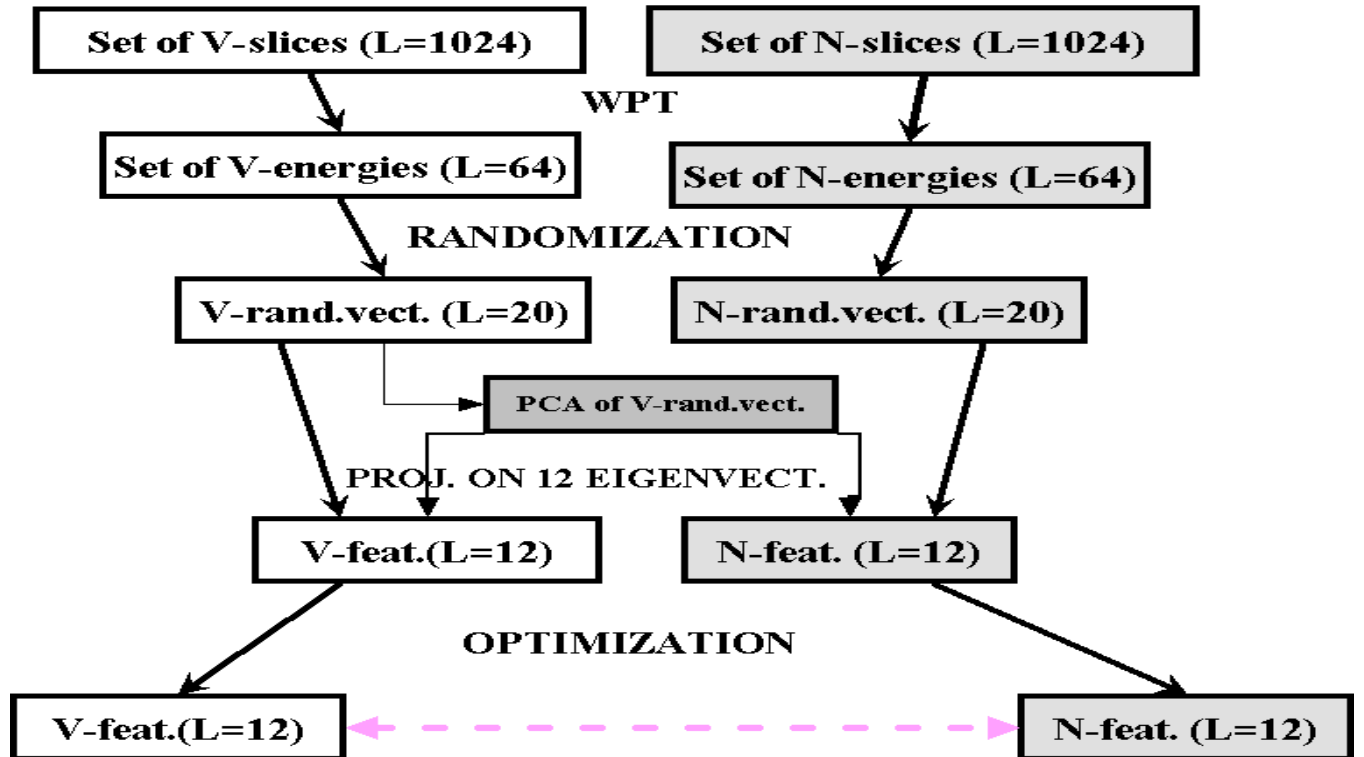 Set of V-slices (L=1024)
Set of N-slices (L=1024)
WPT
Set of V-energies (L=64)
Set of N-energies (L=64)
RANDOMIZATION
V-rand.vect. (L=20)
N-rand.vect. (L=20)
PCA of V-rand.vect.
PROJ. ON 12 EIGENVECT.
V-feat.(L=12)
N-feat. (L=12)
OPTIMIZATION
V-feat.(L=12)
N-feat. (L=12)